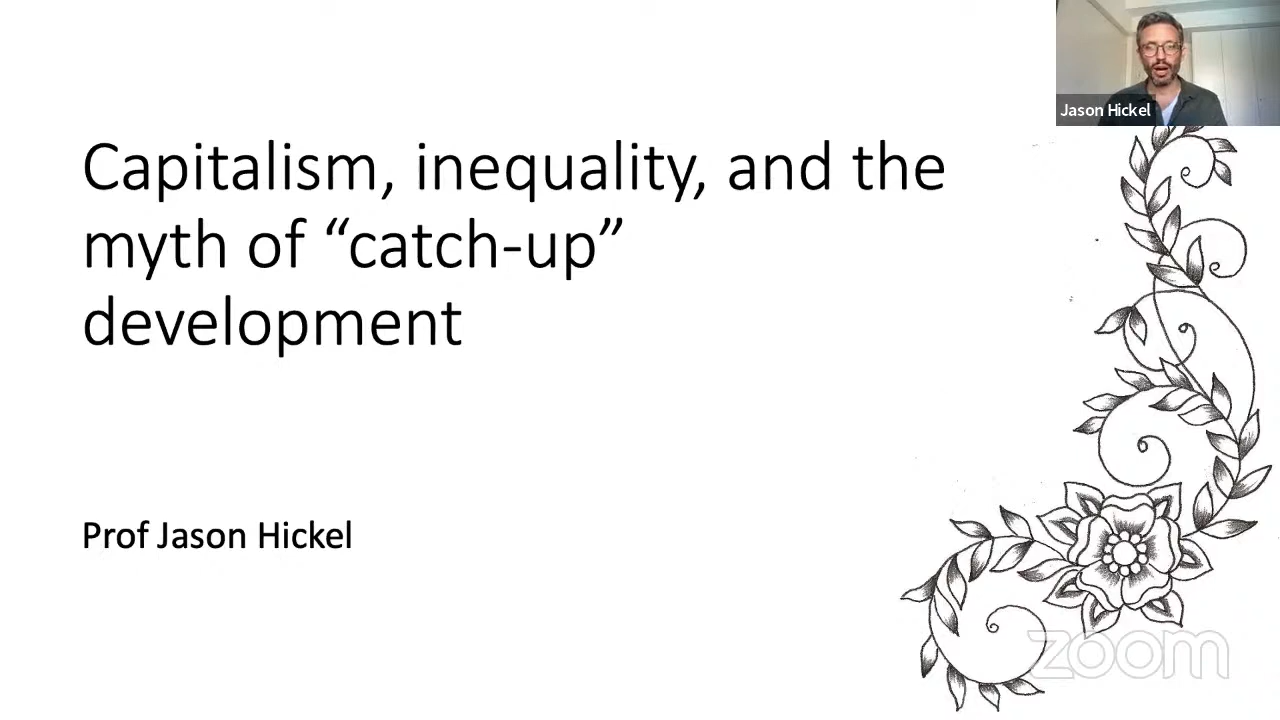 Jason Hickel
Capitalism, inequality, and the
myth of “catch-up”
development
Prof Jason Hickel
zoom